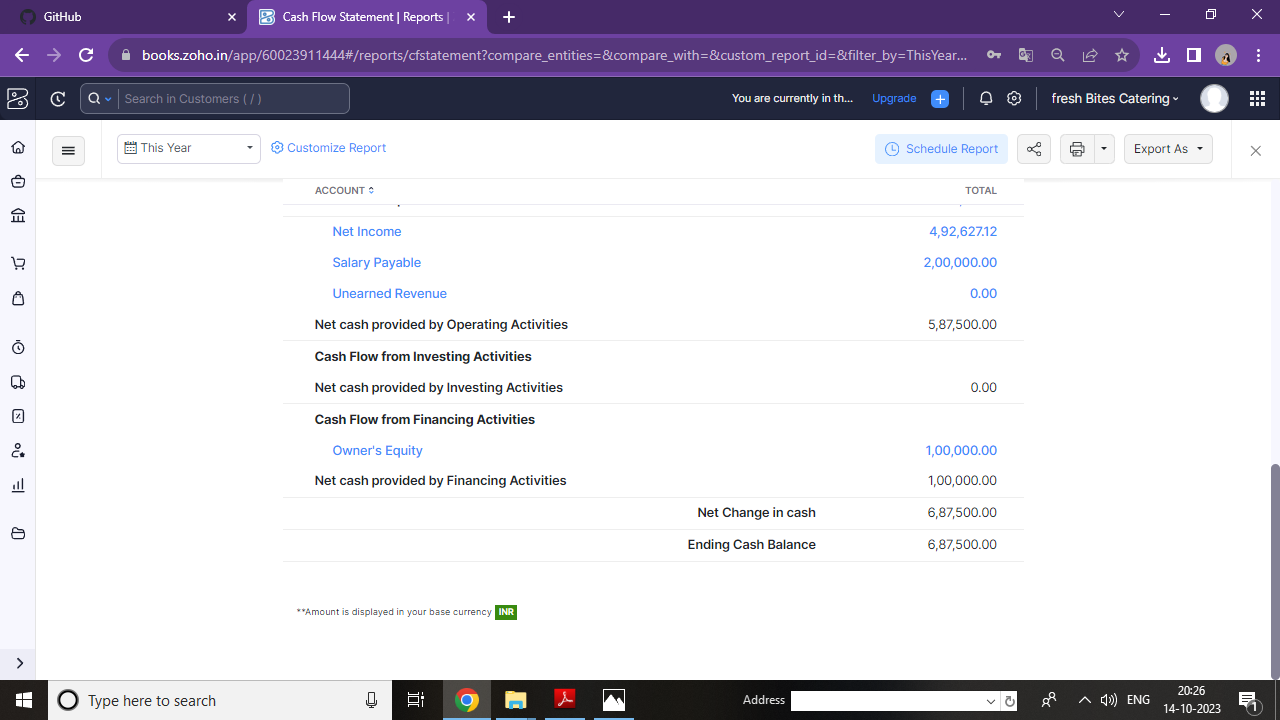 GitHub
Cash Flow Statement | Reports |
books.zoho.in/app/60023911444#/reports/cfstatement?compare_entities=&compare_with=&custom_report_id=&filter_by=ThisYear...
Search in Customers ( / )
You are currently in th...
Upgrade
fresh Bites Catering
This Year
Customize Report
Schedule Report
Export As
ACCOUNT TOTAL
Net Income 4,92,627.12
Salary Payable 2,00,000.00
Unearned Revenue 0.00
Net cash provided by Operating Activities 5,87,500.00
Cash Flow from Investing Activities
Net cash provided by Investing Activities 0.00
Cash Flow from Financing Activities
Owner's Equity 1,00,000.00
Net cash provided by Financing Activities 1,00,000.00
Net Change in cash 6,87,500.00
Ending Cash Balance 6,87,500.00
**Amount is displayed in your base currency INR
Type here to search
Address
ENG
20:26
14-10-2023
1